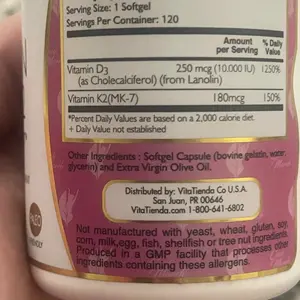 Serving Size: 1 Softgel
Servings Per Container: 120
Amount per Serving % Daily Value
Vitamin D3 250 mcg (10.000 IU) 1250%
(as Cholecalciferol) (from Lanolin)
Vitamin K2(MK-7) 180mcg 150%
*Percent Daily Values are based on a 2,000 calorie diet.
+ Daily Value not established
Other Ingredients : Softgel Capsule (bovine gelatin, water,
glycerin) and Extra Virgin Olive Oil.
Distributed by: VitaTienda Co U.S.A.
San Juan, PR 00646
VitaTienda.com 1-800-641-6802
Not manufactured with yeast, wheat, gluten, soy,
corn, milk,egg, fish, shellfish or tree nut ingredients.
Produced in a GMP facility that processes other
ingredients containing these allergens.